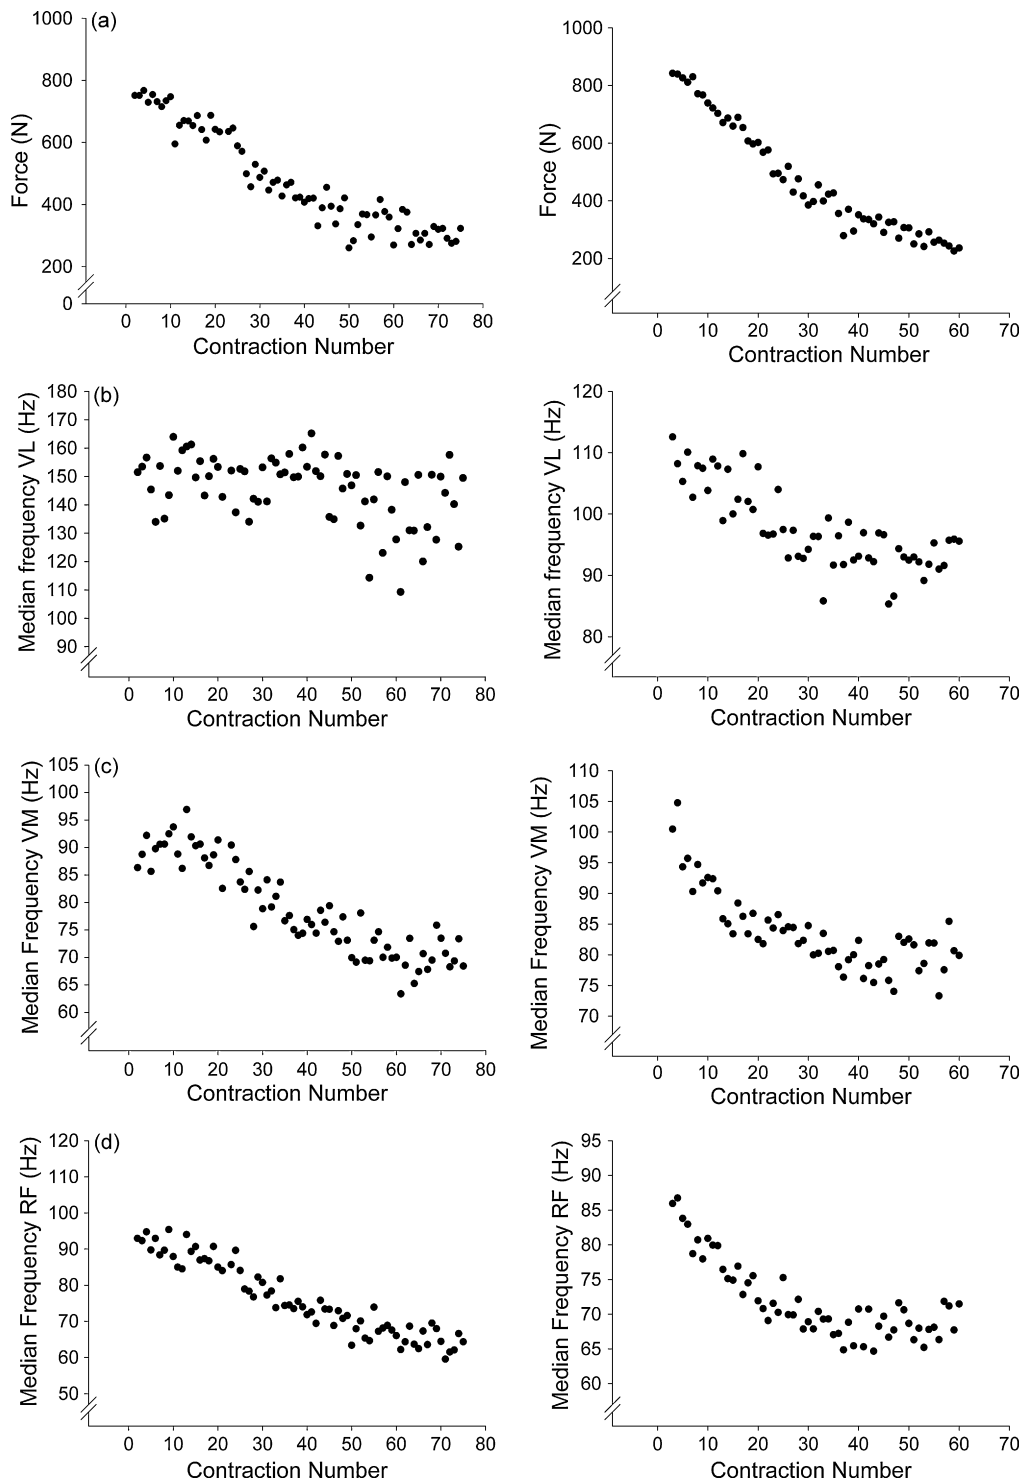 (a)
Force (N)
1000
800
600
400
200
0
0 10 20 30 40 50 60 70 80
Contraction Number
Force (N)
1000
800
600
400
200
0 10 20 30 40 50 60 70
Contraction Number
(b)
Median frequency VL (Hz)
180
170
160
150
140
130
120
110
100
90
0 10 20 30 40 50 60 70 80
Contraction Number
Median frequency VL (Hz)
120
110
100
90
80
0 10 20 30 40 50 60 70
Contraction Number
(c)
Median Frequency VM (Hz)
105
100
95
90
85
80
75
70
65
60
0 10 20 30 40 50 60 70 80
Contraction Number
Median Frequency VM (Hz)
110
105
100
95
90
85
80
75
70
0 10 20 30 40 50 60 70
Contraction Number
(d)
Median Frequency RF (Hz)
120
110
100
90
80
70
60
50
0 10 20 30 40 50 60 70 80
Contraction Number
Median Frequency RF (Hz)
95
90
85
80
75
70
65
60
0 10 20 30 40 50 60 70
Contraction Number